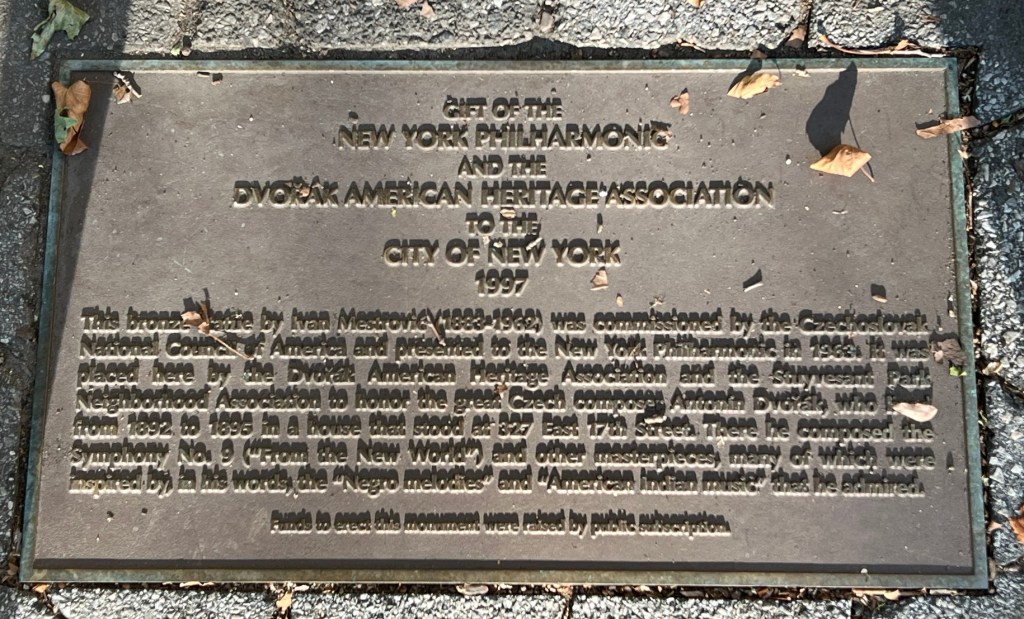 GIFT OF THE
NEW YORK PHILHARMONIC
AND THE
DVOŘÁK AMERICAN HERITAGE ASSOCIATION
TO THE
CITY OF NEW YORK
1997
This bronze statue by Ivan Mestrović (1883-1962) was commissioned by the Czechoslovak
National Council of America and presented to the New York Philharmonic in 1963. It was
placed here by the Dvořák American Heritage Association and the Stuyvesant Park
Neighborhood Association to honor the great Czech composer, Antonín Dvořák, who lived
from 1892 to 1895 in a house that stood at 327 East 17th Street. There he composed the
Symphony No. 9 ("From the New World") and other masterpieces, many of which were
inspired by, in his words, the "Negro melodies" and "American Indian music" that he admired.
Funds to erect this monument were raised by public subscription.